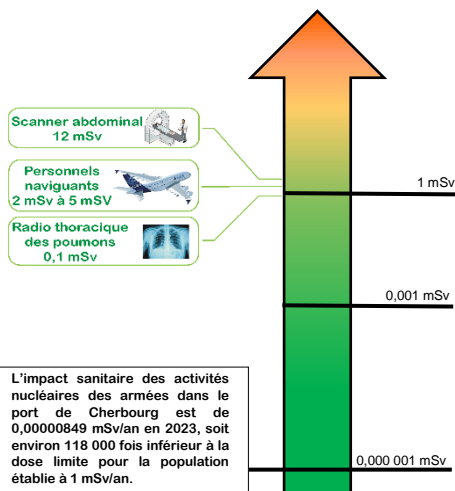 Scanner abdominal
12 mSv
1 mSv
Personnels
naviguants
2 mSv à 5 mSV
Radio thoracique
des poumons
0,1 mSv
0,001 mSv
L'impact sanitaire des activités
nucléaires des armées dans le
port de Cherbourg est de
0,00000849 mSv/an en 2023, soit
environ 118 000 fois inférieur à la
dose limite pour la population
établie à 1 mSv/an.
0,000 001 mSv